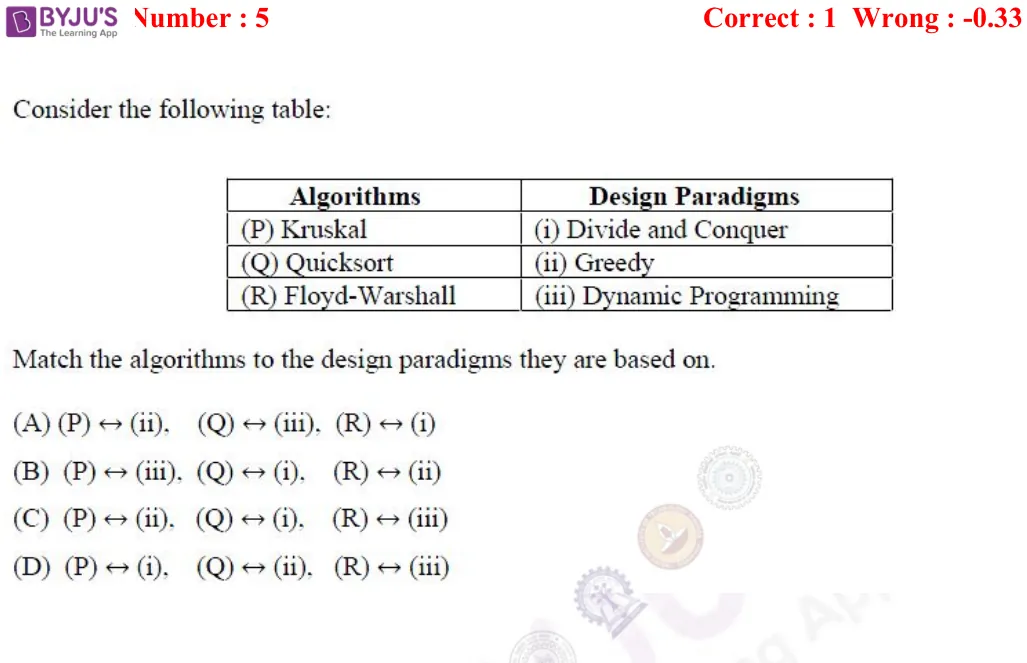 BYJU'S Number : 5 Correct : 1 Wrong : -0.33
The Learning App
Consider the following table:
Algorithms Design Paradigms
(P) Kruskal (i) Divide and Conquer
(Q) Quicksort (ii) Greedy
(R) Floyd-Warshall (iii) Dynamic Programming
Match the algorithms to the design paradigms they are based on.
(A) (P) ↔ (ii), (Q) ↔ (iii), (R) ↔ (i)
(B) (P) ↔ (iii), (Q) ↔ (i), (R) ↔ (ii)
(C) (P) ↔ (ii), (Q) ↔ (i), (R) ↔ (iii)
(D) (P) ↔ (i), (Q) ↔ (ii), (R) ↔ (iii)